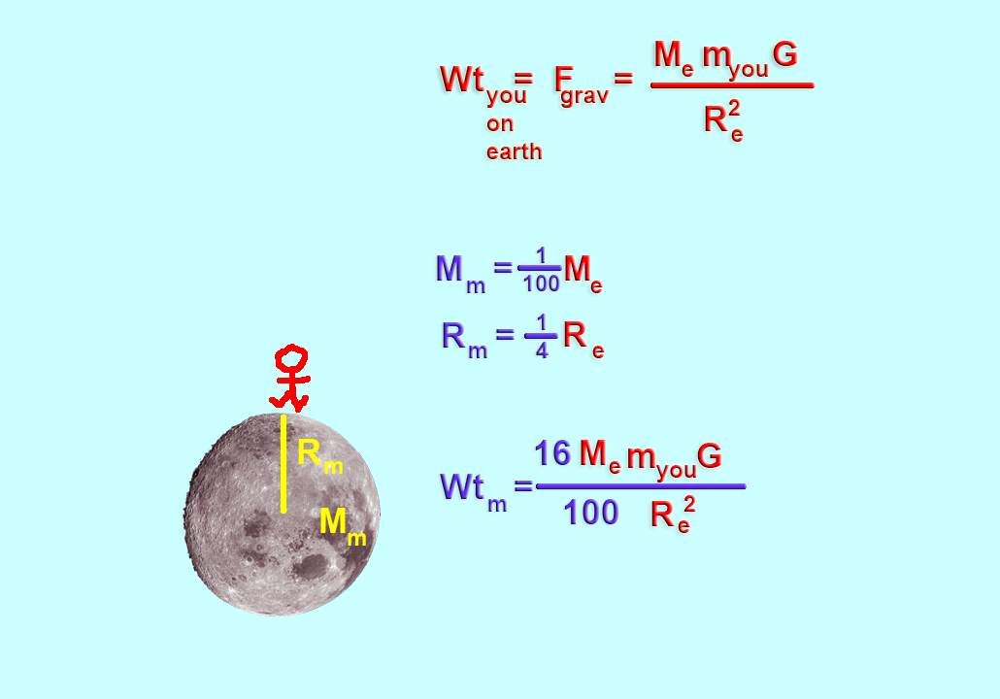 Wt you on earth = F grav = M e m you G / R e 2
M m = 1/100 M e
R m = 1/4 R e
R m
M m
Wt m = 16 M e m you G / 100 R e 2